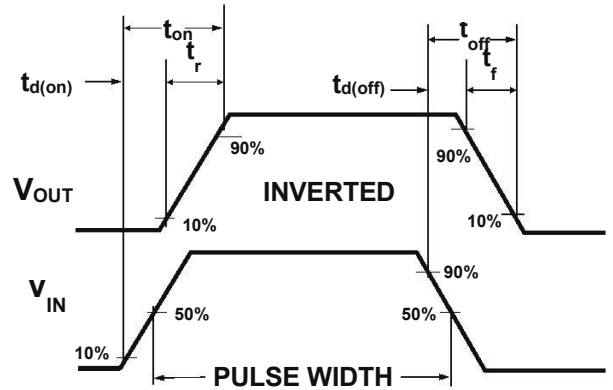 ton
toff
tr
tf
td(on)
td(off)
90%
90%
VOUT
INVERTED
10%
10%
90%
VIN
50%
50%
10%
PULSE WIDTH